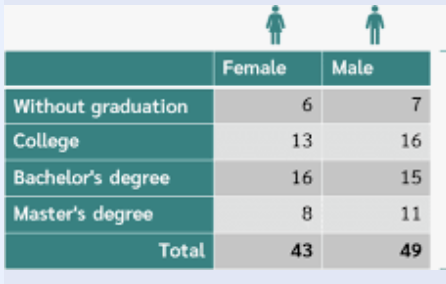 Female Male
Without graduation 6 7
College 13 16
Bachelor's degree 16 15
Master's degree 8 11
Total 43 49